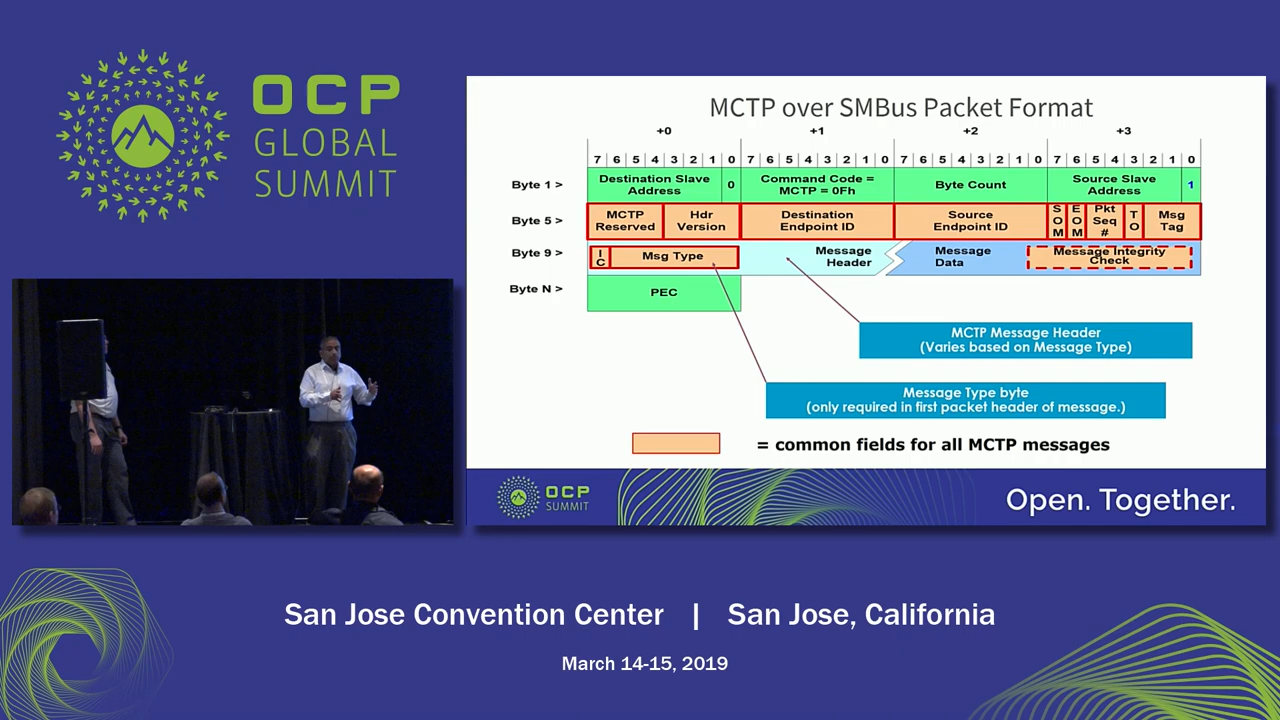 OCP
GLOBAL
SUMMIT
MCTP over SMBus Packet Format
+0 +1 +2 +3
7 6 5 4 3 2 1 0 7 6 5 4 3 2 1 0 7 6 5 4 3 2 1 0 7 6 5 4 3 2 1 0
Byte 1 > Destination Slave Address 0 Command Code = MCTP = 0Fh Byte Count Source Slave Address 1
Byte 5 > MCTP Reserved Hdr Version Destination Endpoint ID Source Endpoint ID SOM EOM Pkt Seq # TO Msg Tag
Byte 9 > IC Msg Type Message Header Message Data Message Integrity Check
Byte N > PEC
MCTP Message Header
(Varies based on Message Type)
Message Type byte
(only required in first packet header of message.)
= common fields for all MCTP messages
OCP
SUMMIT
Open. Together.
San Jose Convention Center | San Jose, California
March 14-15, 2019